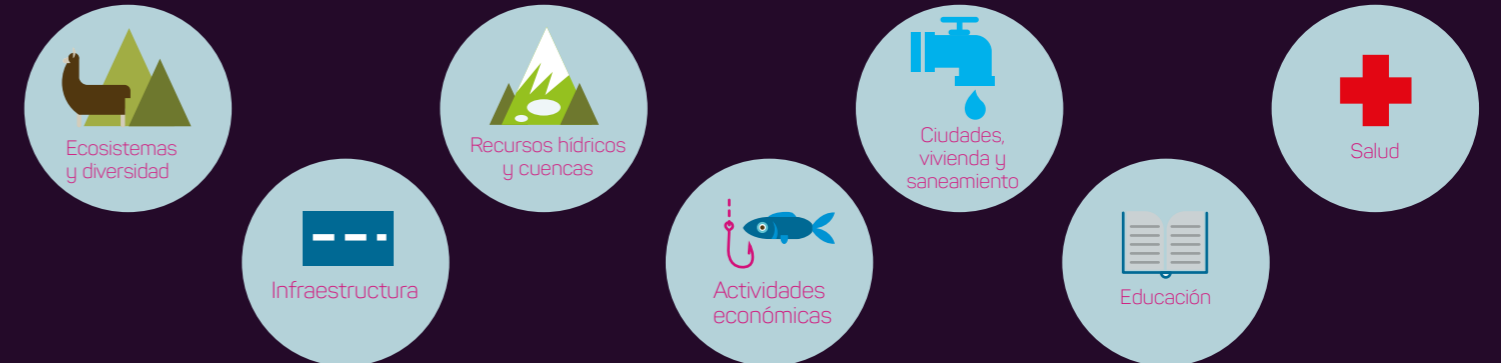 Ecosistemas
y diversidad
Infraestructura
Recursos hídricos
y cuencas
Actividades
económicas
Ciudades,
vivienda y
saneamiento
Educación
Salud